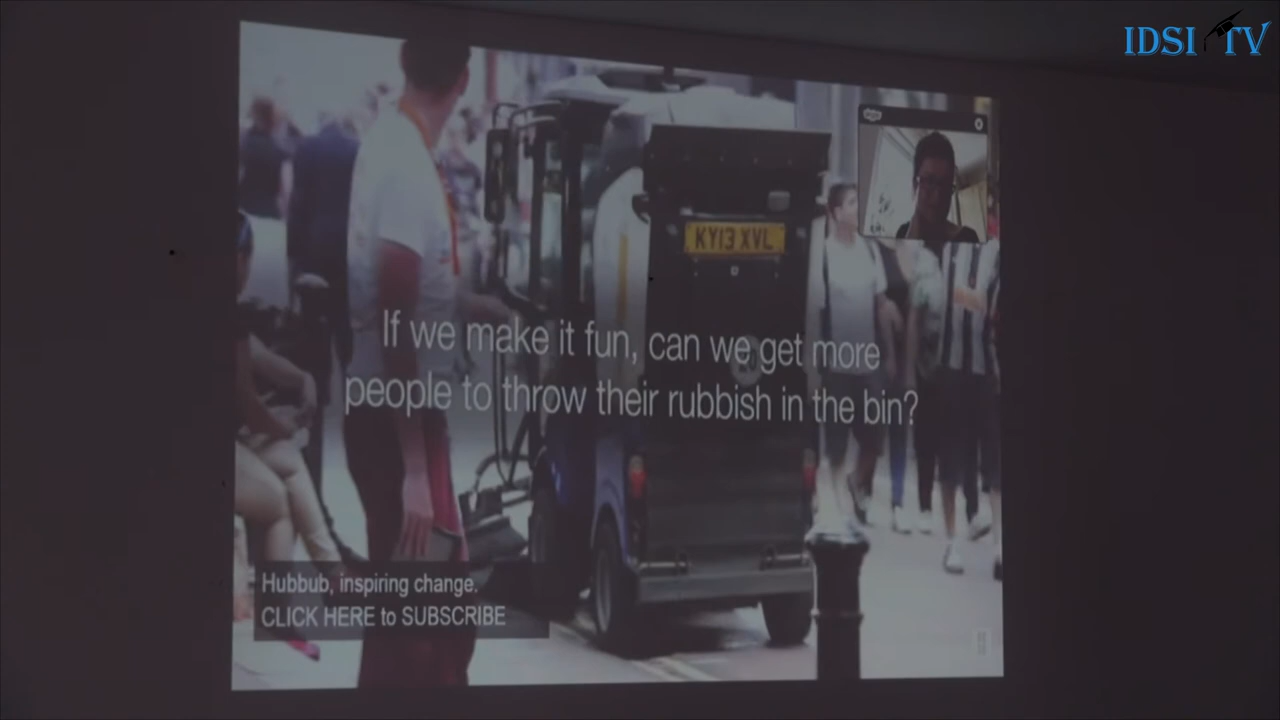 IDSI TV
skype
KY13 XVL
If we make it fun, can we get more
people to throw their rubbish in the bin?
Hubbub, inspiring change.
CLICK HERE to SUBSCRIBE